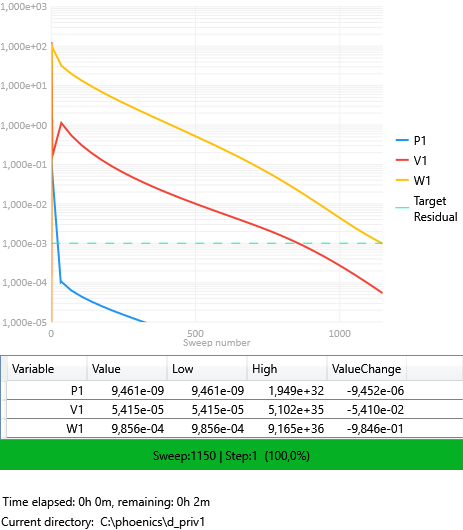 1,000e+03
1,000e+02
1,000e+01
1,000e+00
1,000e-01
1,000e-02
1,000e-03
1,000e-04
1,000e-05
0 500 1000
Sweep number
P1
V1
W1
Target
Residual
Variable Value Low High ValueChange
P1 9,461e-09 9,461e-09 1,949e+32 -9,452e-06
V1 5,415e-05 5,415e-05 5,102e+35 -5,410e-02
W1 9,856e-04 9,856e-04 9,165e+36 -9,846e-01
Sweep:1150 | Step:1 (100,0%)
Time elapsed: 0h 0m, remaining: 0h 2m
Current directory: C:\phoenics\d_priv1